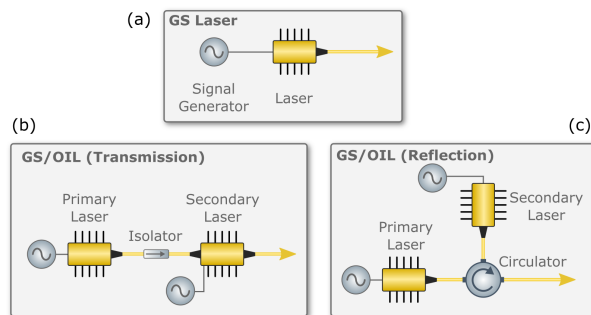 (a)
GS Laser
Signal
Generator
Laser
(b)
GS/OIL (Transmission)
Primary
Laser
Isolator
Secondary
Laser
(c)
GS/OIL (Reflection)
Secondary
Laser
Primary
Laser
Circulator